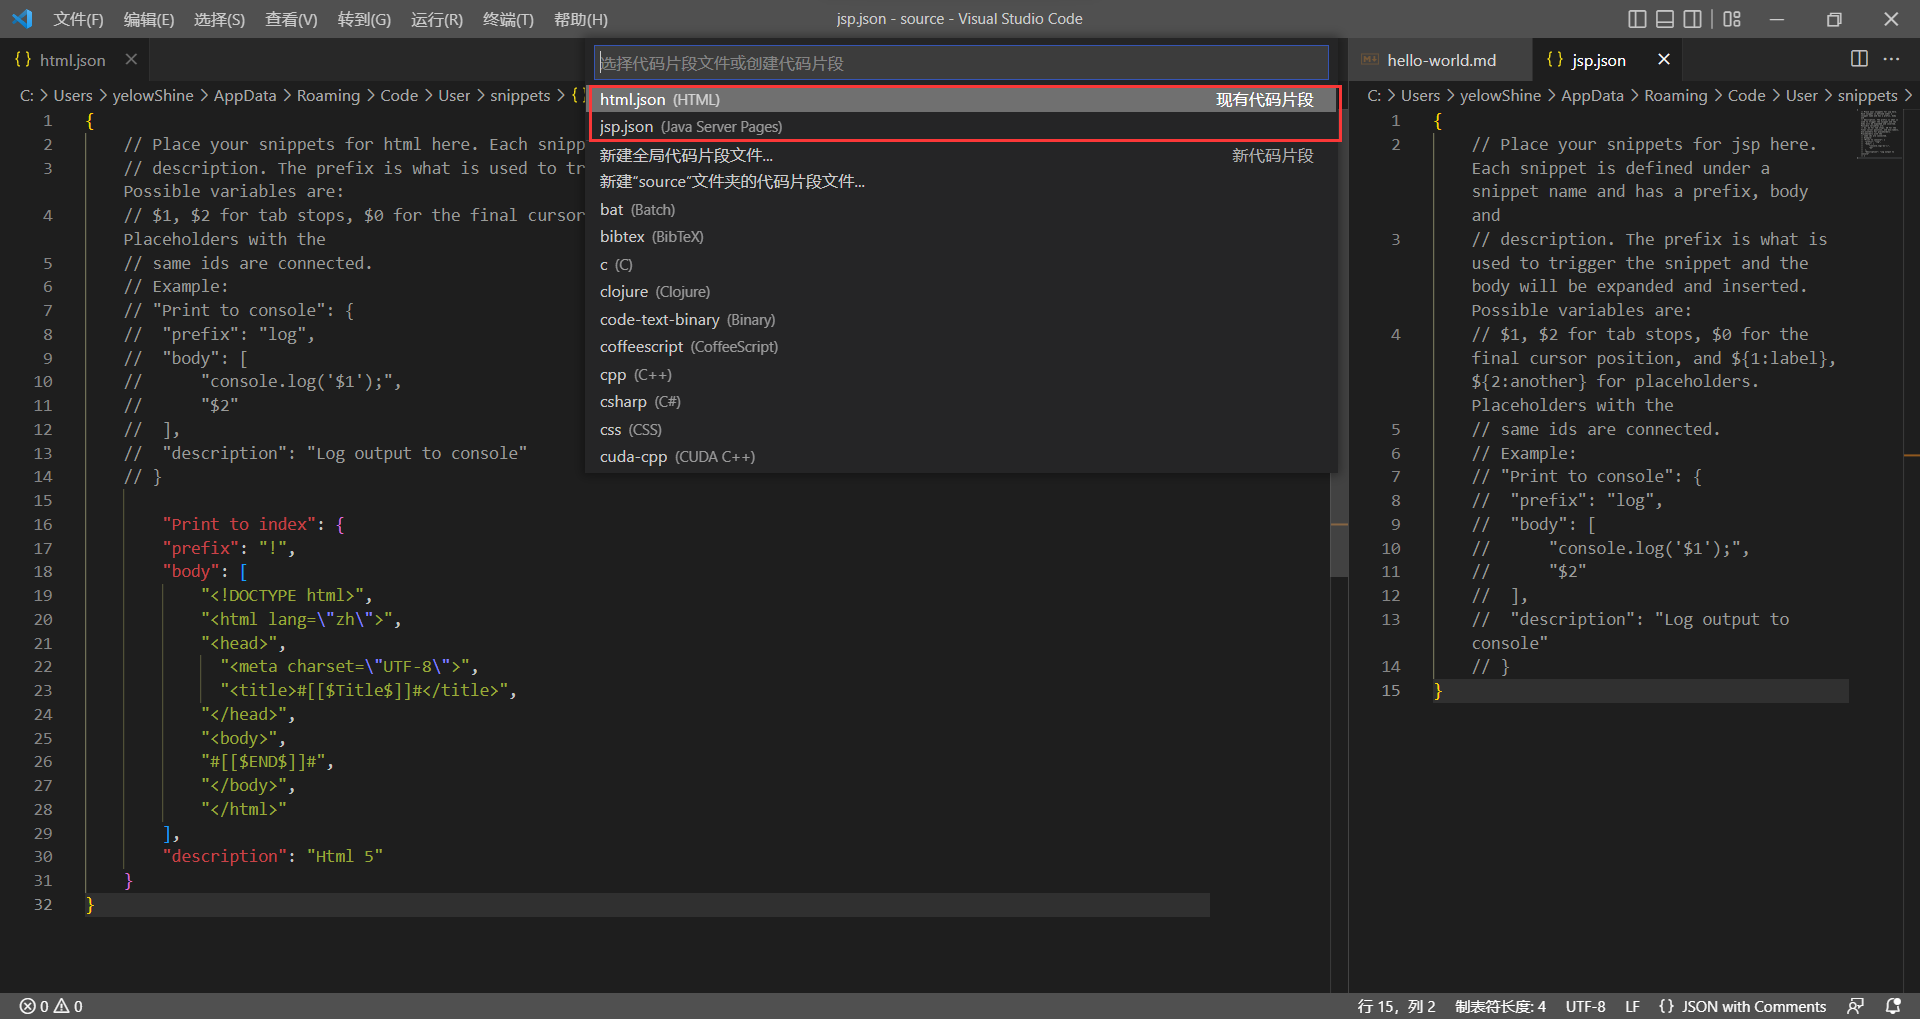 文件(F) 编辑(E) 选择(S) 查看(V) 转到(G) 运行(R) 终端(T) 帮助(H) jsp.json - source - Visual Studio Code
{} html.json
C: > Users > yelowShine > AppData > Roaming > Code > User > snippets > {}
1 {
2 // Place your snippets for html here. Each snipp
3 // description. The prefix is what is used to tr
Possible variables are:
4 // $1, $2 for tab stops, $0 for the final cursor
Placeholders with the
5 // same ids are connected.
6 // Example:
7 // "Print to console": {
8 // "prefix": "log",
9 // "body": [
10 // "console.log('$1');",
11 // "$2"
12 // ],
13 // "description": "Log output to console"
14 // }
15
16 "Print to index": {
17 "prefix": "!",
18 "body": [
19 "<!DOCTYPE html>",
20 "<html lang=\"zh\">",
21 "<head>",
22 "<meta charset=\"UTF-8\">",
23 "<title>#[[$Title$]]#</title>",
24 "</head>",
25 "<body>",
26 "#[[$END$]]#",
27 "</body>",
28 "</html>"
29 ],
30 "description": "Html 5"
31 }
32 }
选择代码片段文件或创建代码片段
html.json (HTML) 现有代码片段
jsp.json (Java Server Pages)
新建全局代码片段文件... 新代码片段
新建“source”文件夹的代码片段文件...
bat (Batch)
bibtex (BibTeX)
c (C)
clojure (Clojure)
code-text-binary (Binary)
coffeescript (CoffeeScript)
cpp (C++)
csharp (C#)
css (CSS)
cuda-cpp (CUDA C++)
hello-world.md {} jsp.json
C: > Users > yelowShine > AppData > Roaming > Code > User > snippets >
1 {
2 // Place your snippets for jsp here.
Each snippet is defined under a
snippet name and has a prefix, body
and
3 // description. The prefix is what is
used to trigger the snippet and the
body will be expanded and inserted.
Possible variables are:
4 // $1, $2 for tab stops, $0 for the
final cursor position, and ${1:label},
${2:another} for placeholders.
Placeholders with the
5 // same ids are connected.
6 // Example:
7 // "Print to console": {
8 // "prefix": "log",
9 // "body": [
10 // "console.log('$1');",
11 // "$2"
12 // ],
13 // "description": "Log output to
console"
14 // }
15 }
0 0 行 15，列 2 制表符长度: 4 UTF-8 LF {} JSON with Comments